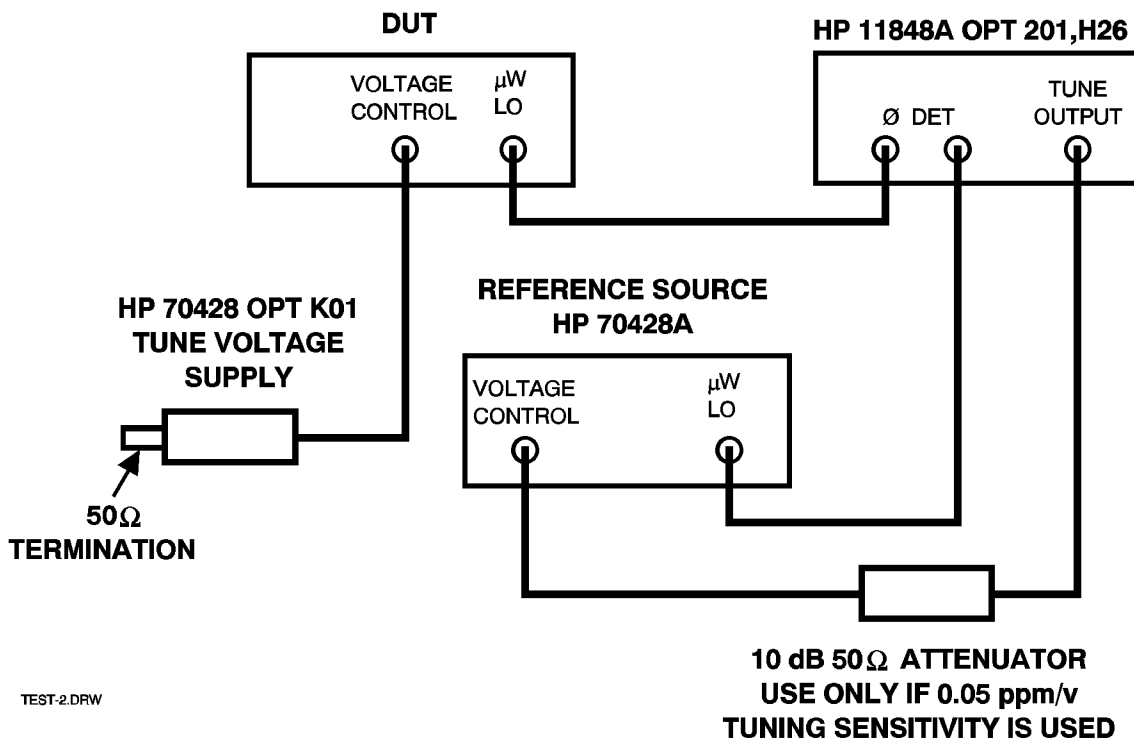 DUT
HP 11848A OPT 201,H26
VOLTAGE
CONTROL
µW
LO
Ø DET
TUNE
OUTPUT
HP 70428 OPT K01
TUNE VOLTAGE
SUPPLY
REFERENCE SOURCE
HP 70428A
VOLTAGE
CONTROL
µW
LO
50Ω
TERMINATION
10 dB 50Ω ATTENUATOR
USE ONLY IF 0.05 ppm/v
TUNING SENSITIVITY IS USED
TEST-2.DRW